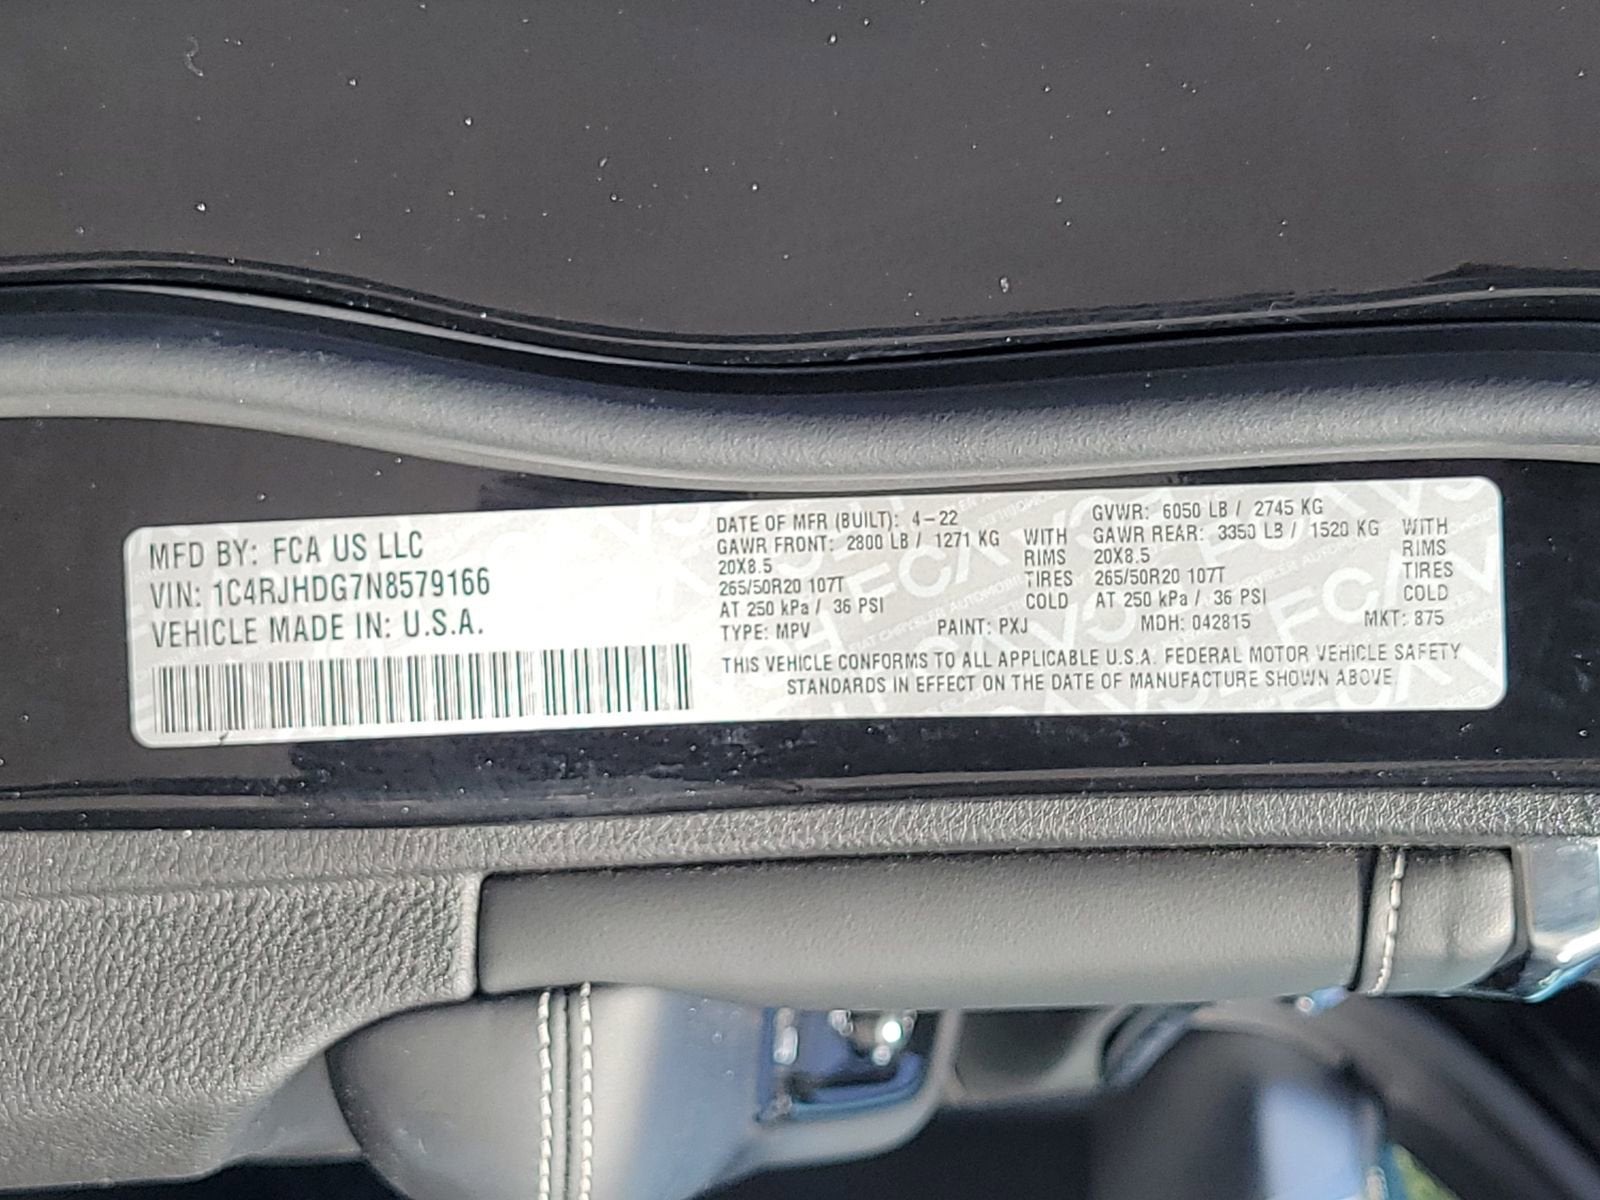 MFD BY: FCA US LLC
VIN: 1C4RJHDG7N8579166
VEHICLE MADE IN: U.S.A.
DATE OF MFR (BUILT): 4-22
GAWR FRONT: 2800 LB / 1271 KG WITH
20X8.5 RIMS
265/50R20 107T TIRES
AT 250 kPa / 36 PSI COLD
GVWR: 6050 LB / 2745 KG
GAWR REAR: 3350 LB / 1520 KG WITH
20X8.5 RIMS
265/50R20 107T TIRES
AT 250 kPa / 36 PSI COLD
TYPE: MPV PAINT: PXJ MDH: 042815 MKT: 875
THIS VEHICLE CONFORMS TO ALL APPLICABLE U.S.A. FEDERAL MOTOR VEHICLE SAFETY
STANDARDS IN EFFECT ON THE DATE OF MANUFACTURE SHOWN ABOVE.